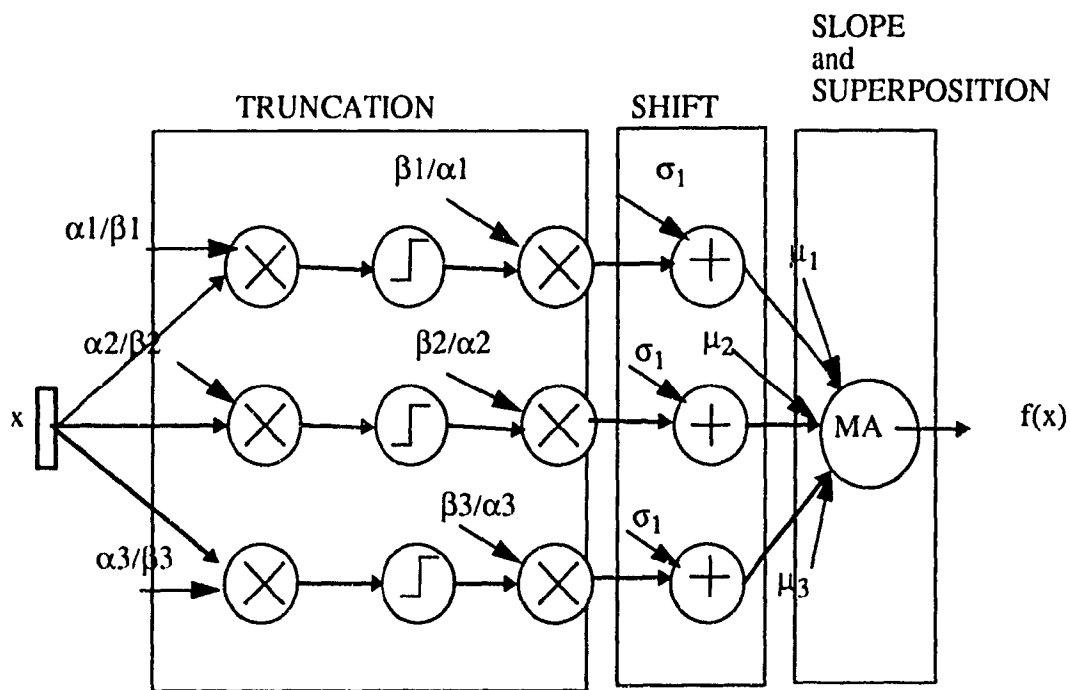 SLOPE
and
SUPERPOSITION
TRUNCATION
SHIFT
β1/α1
σ1
α1/β1
μ1
α2/β2
β2/α2
σ1
μ2
x
MA
f(x)
β3/α3
σ1
α3/β3
μ3